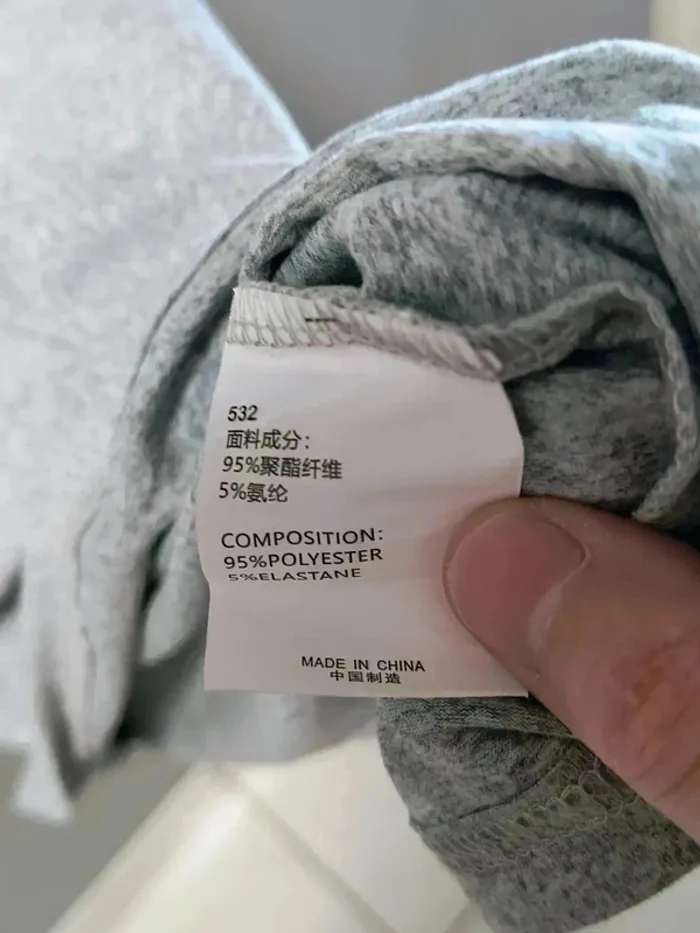 532
面料成分:
95%聚酯纤维
5%氨纶
COMPOSITION:
95%POLYESTER
5%ELASTANE
MADE IN CHINA
中国制造